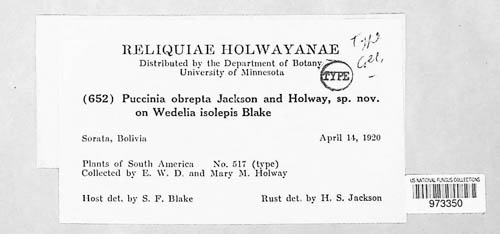 RELIQUIAE HOLWAYANAE
Distributed by the Department of Botany
University of Minnesota
Type
TYPE
(652) Puccinia obrepta Jackson and Holway, sp. nov.
on Wedelia isolepis Blake
Sorata, Bolivia April 14, 1920
Plants of South America No. 517 (type)
Collected by E. W. D. and Mary M. Holway
Host det. by S. F. Blake Rust det. by H. S. Jackson
US NATIONAL FUNGUS COLLECTIONS
973350